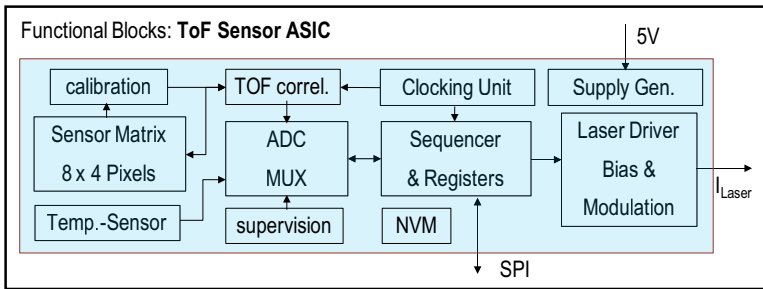 Functional Blocks: ToF Sensor ASIC
5V
calibration
TOF correl.
Clocking Unit
Supply Gen.
Sensor Matrix
8 x 4 Pixels
ADC
MUX
Sequencer
& Registers
Laser Driver
Bias &
Modulation
I Laser
Temp.-Sensor
supervision
NVM
SPI